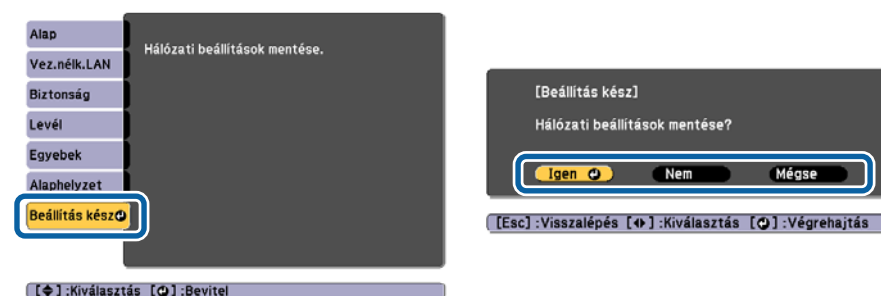 Alap
Vez.nélk.LAN
Biztonság
Levél
Egyebek
Alaphelyzet
Beállítás kész
Hálózati beállítások mentése.
[ ]:Kiválasztás [ ]:Bevitel
[Beállítás kész]
Hálózati beállítások mentése?
Igen Nem Mégse
[Esc]:Visszalépés [ ]:Kiválasztás [ ]:Végrehajtás